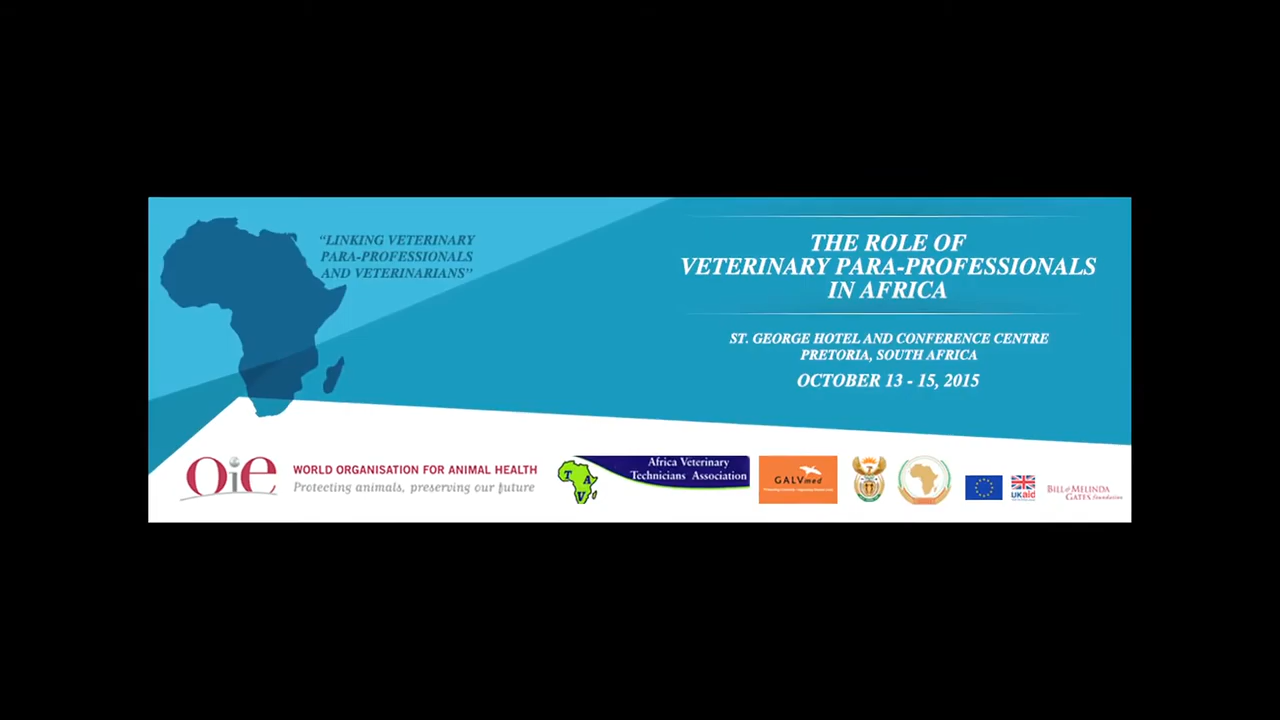 “LINKING VETERINARY
PARA-PROFESSIONALS
AND VETERINARIANS”
THE ROLE OF
VETERINARY PARA-PROFESSIONALS
IN AFRICA
ST. GEORGE HOTEL AND CONFERENCE CENTRE
PRETORIA, SOUTH AFRICA
OCTOBER 13 - 15, 2015
oie
WORLD ORGANISATION FOR ANIMAL HEALTH
Protecting animals, preserving our future
T A V
Africa Veterinary
Technicians Association
GALVmed
UKaid
BILL & MELINDA
GATES foundation